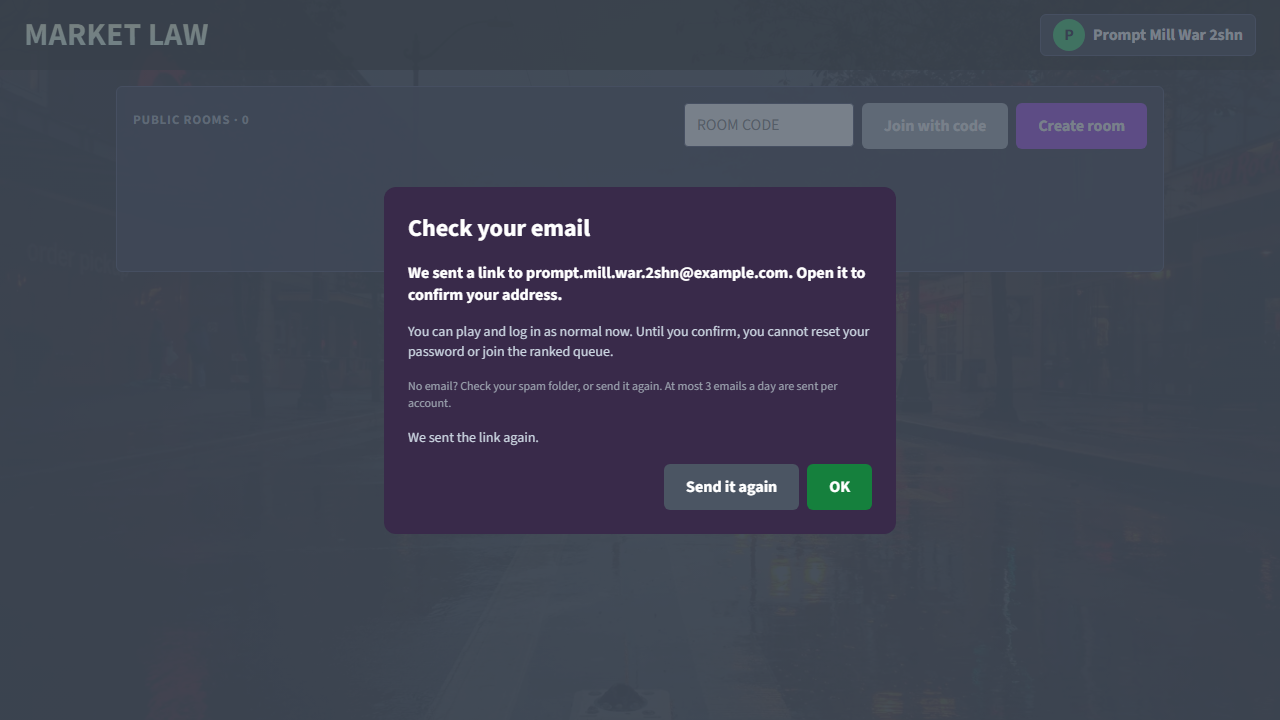 MARKET LAW
P Prompt Mill War 2shn
PUBLIC ROOMS · 0
ROOM CODE
Join with code
Create room
Check your email
We sent a link to prompt.mill.war.2shn@example.com. Open it to
confirm your address.
You can play and log in as normal now. Until you confirm, you cannot reset your
password or join the ranked queue.
No email? Check your spam folder, or send it again. At most 3 emails a day are sent per
account.
We sent the link again.
Send it again
OK